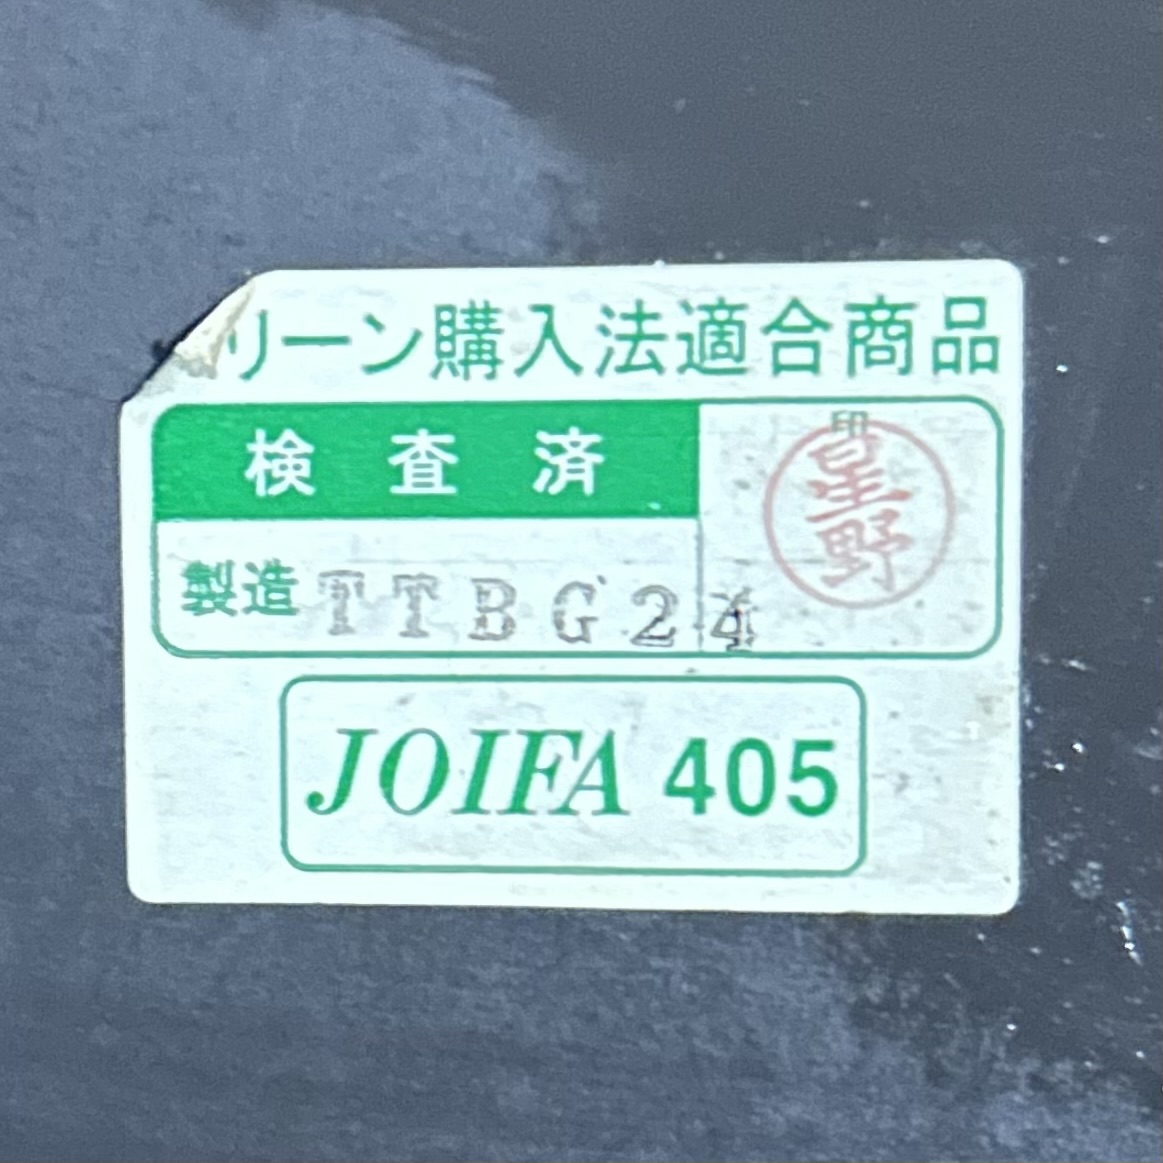 リーン購入法適合商品
検査済
印
星野
製造 TTBG24
JOIFA 405